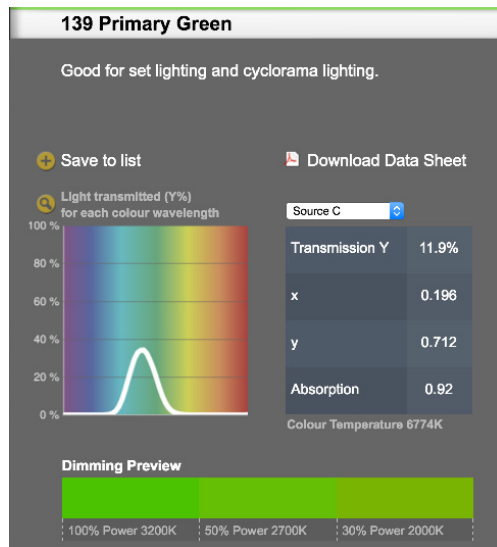 139 Primary Green
Good for set lighting and cyclorama lighting.
Save to list
Download Data Sheet
Light transmitted (Y%)
for each colour wavelength
100 %
80 %
60 %
40 %
20 %
0 %
Source C
Transmission Y 11.9%
x 0.196
y 0.712
Absorption 0.92
Colour Temperature 6774K
Dimming Preview
100% Power 3200K 50% Power 2700K 30% Power 2000K